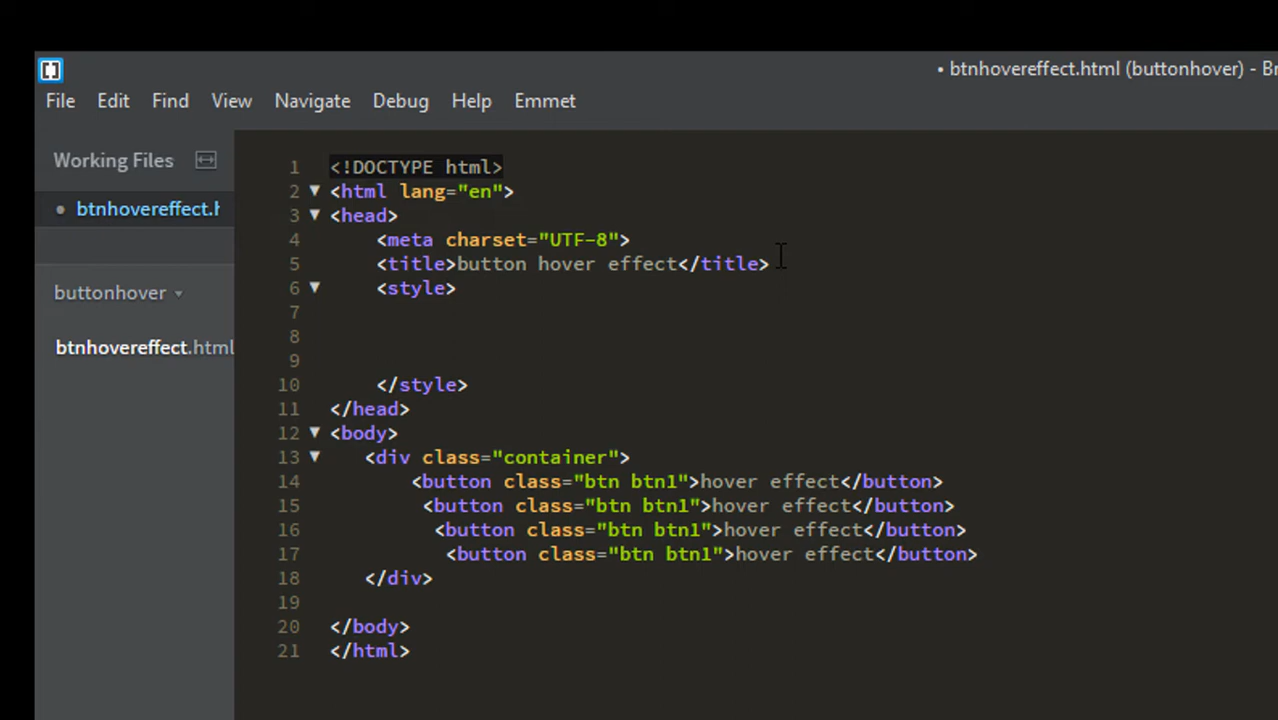 • btnhovereffect.html (buttonhover) - Br
File Edit Find View Navigate Debug Help Emmet
Working Files
• btnhovereffect.h
buttonhover
btnhovereffect.html
1 <!DOCTYPE html>
2 <html lang="en">
3 <head>
4 <meta charset="UTF-8">
5 <title>button hover effect</title>
6 <style>
7
8
9
10 </style>
11 </head>
12 <body>
13 <div class="container">
14 <button class="btn btn1">hover effect</button>
15 <button class="btn btn1">hover effect</button>
16 <button class="btn btn1">hover effect</button>
17 <button class="btn btn1">hover effect</button>
18 </div>
19
20 </body>
21 </html>